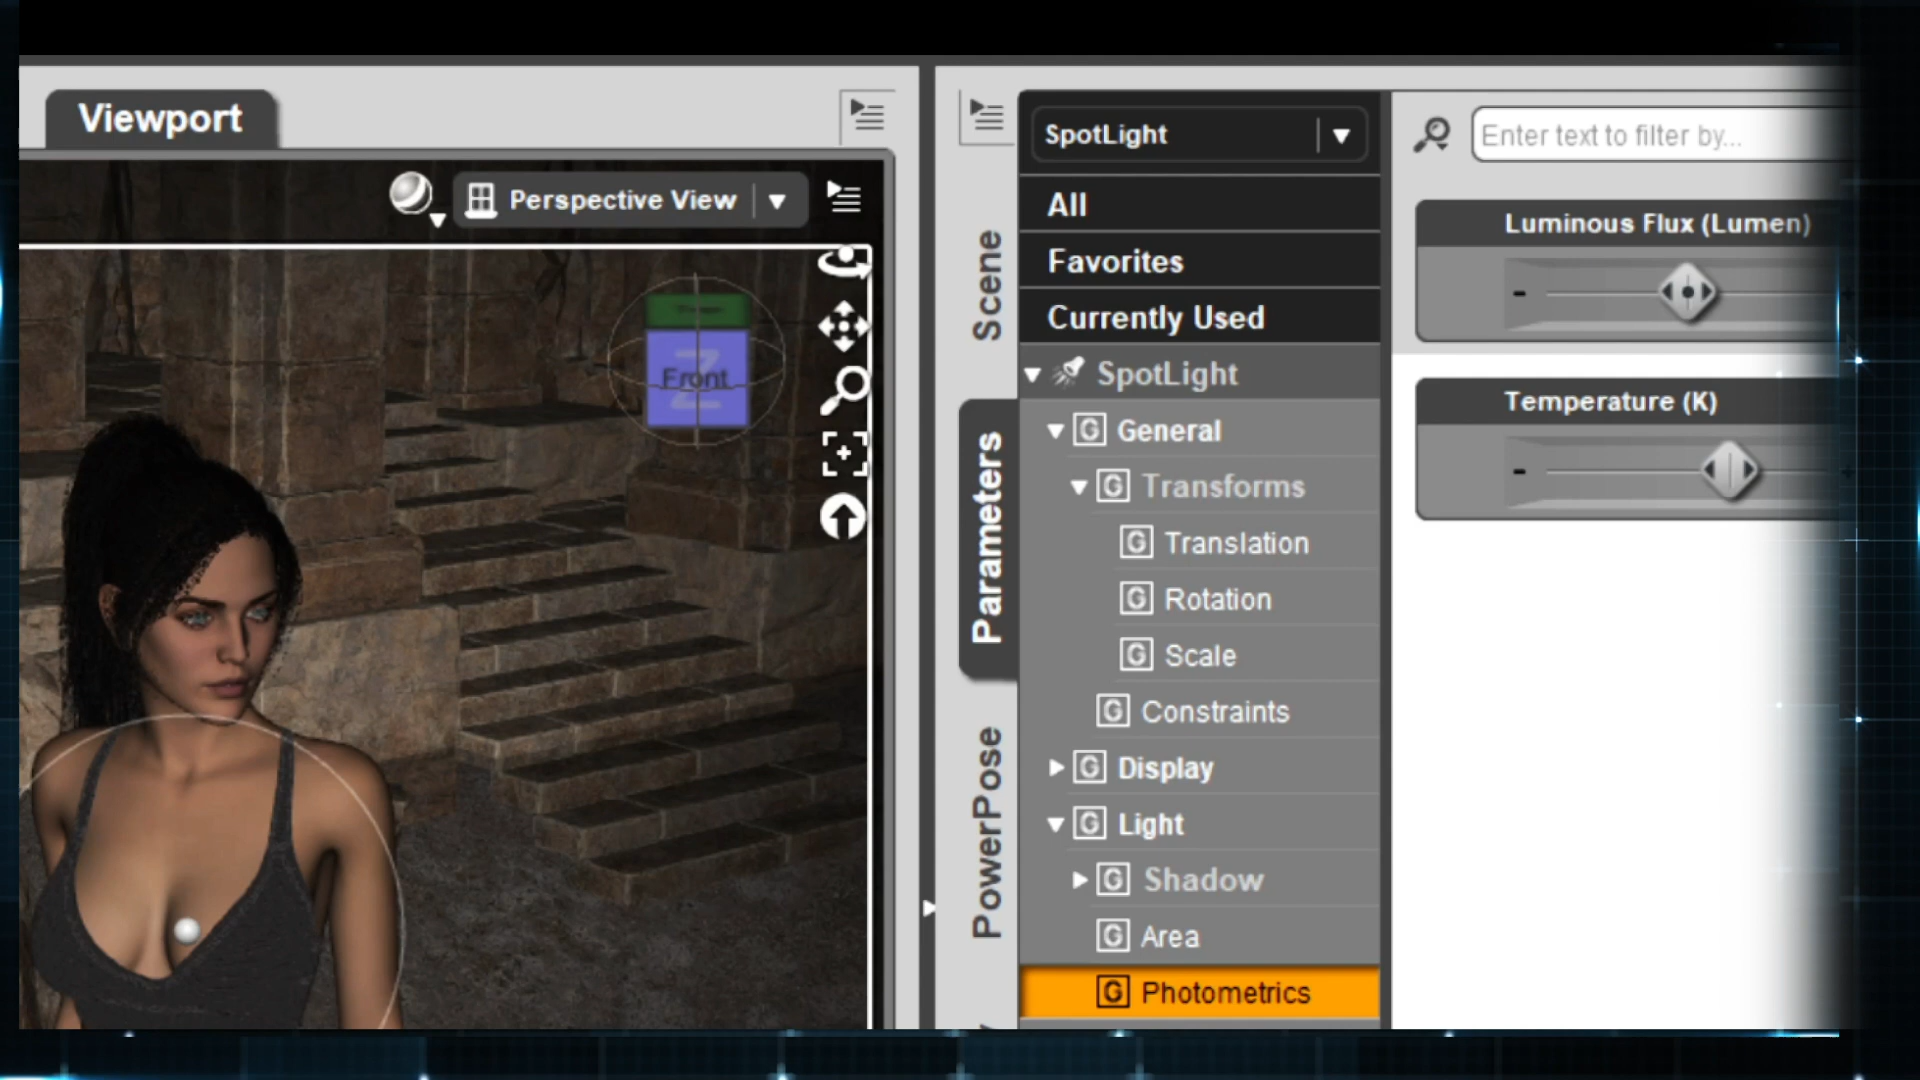 Viewport
Perspective View
Front
Z
Scene
Parameters
PowerPose
SpotLight
All
Favorites
Currently Used
SpotLight
G General
G Transforms
G Translation
G Rotation
G Scale
G Constraints
G Display
G Light
G Shadow
G Area
G Photometrics
Enter text to filter by...
Luminous Flux (Lumen)
Temperature (K)